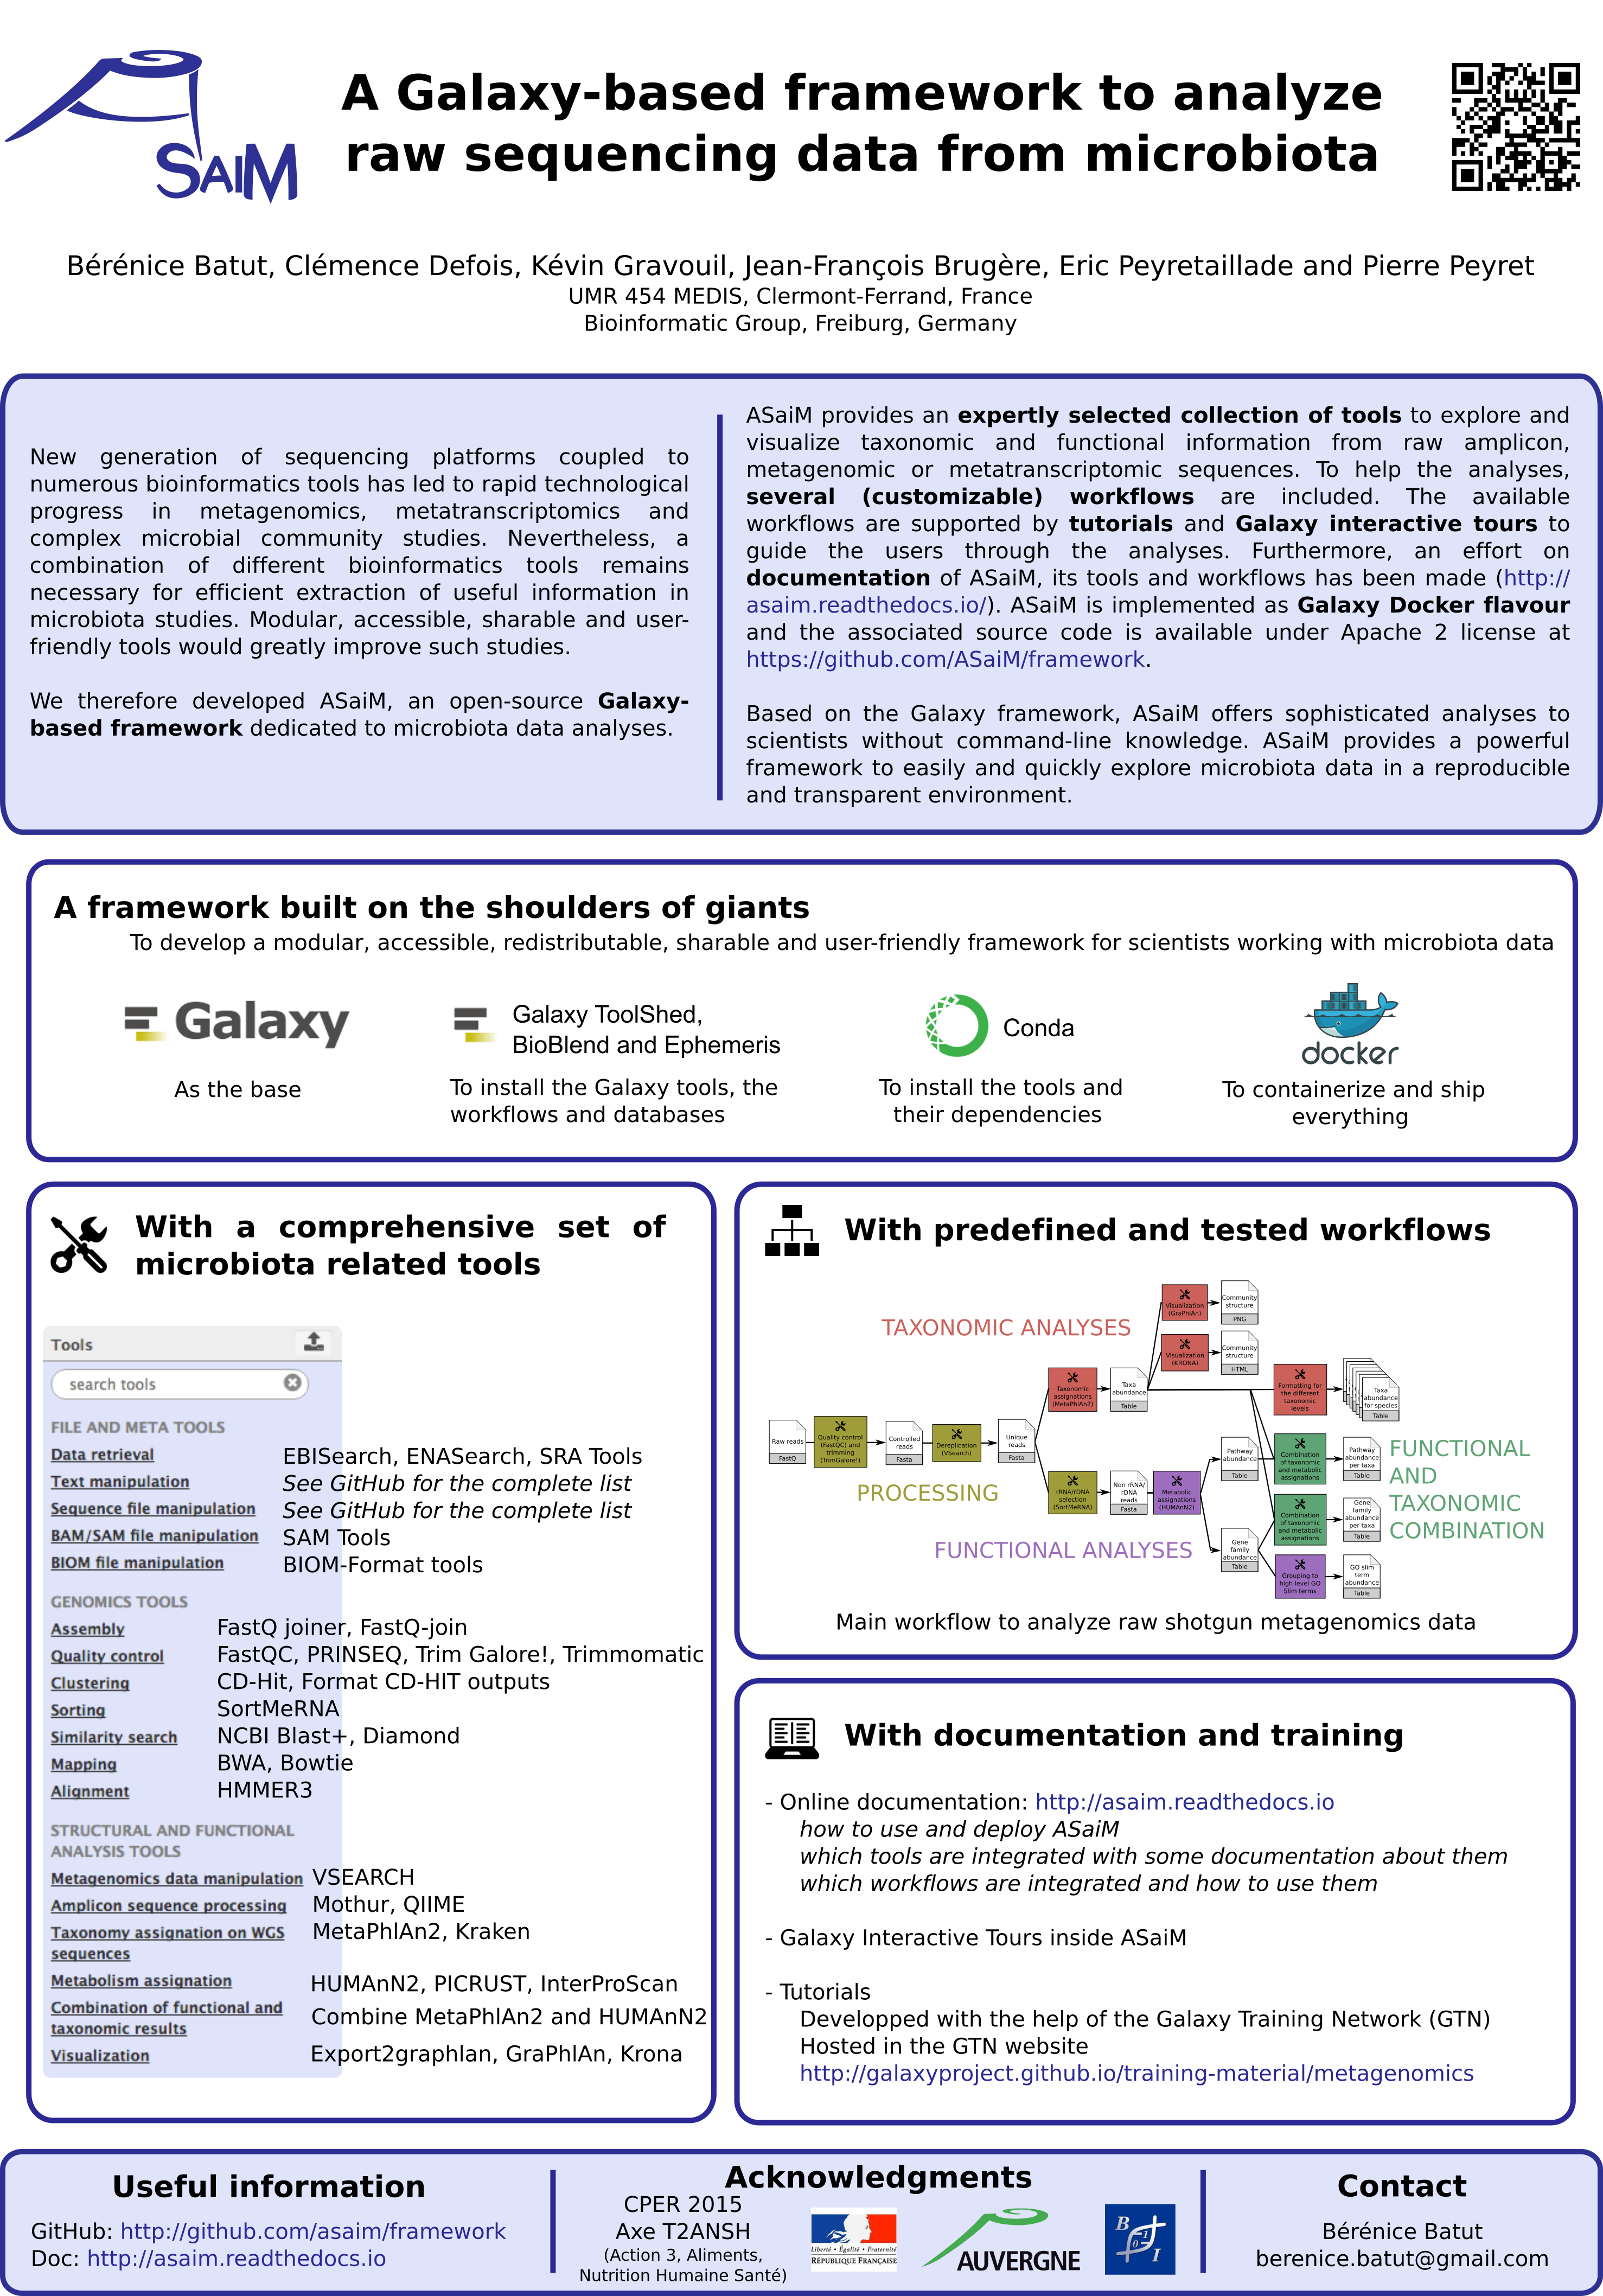 ASaiM
A Galaxy-based framework to analyze
raw sequencing data from microbiota
Bérénice Batut, Clémence Defois, Kévin Gravouil, Jean-François Brugère, Eric Peyretaillade and Pierre Peyret
UMR 454 MEDIS, Clermont-Ferrand, France
Bioinformatic Group, Freiburg, Germany
New generation of sequencing platforms coupled to
numerous bioinformatics tools has led to rapid technological
progress in metagenomics, metatranscriptomics and
complex microbial community studies. Nevertheless, a
combination of different bioinformatics tools remains
necessary for efficient extraction of useful information in
microbiota studies. Modular, accessible, sharable and user-
friendly tools would greatly improve such studies.
We therefore developed ASaiM, an open-source Galaxy-
based framework dedicated to microbiota data analyses.
ASaiM provides an expertly selected collection of tools to explore and
visualize taxonomic and functional information from raw amplicon,
metagenomic or metatranscriptomic sequences. To help the analyses,
several (customizable) workflows are included. The available
workflows are supported by tutorials and Galaxy interactive tours to
guide the users through the analyses. Furthermore, an effort on
documentation of ASaiM, its tools and workflows has been made (http://
asaim.readthedocs.io/). ASaiM is implemented as Galaxy Docker flavour
and the associated source code is available under Apache 2 license at
https://github.com/ASaiM/framework.
Based on the Galaxy framework, ASaiM offers sophisticated analyses to
scientists without command-line knowledge. ASaiM provides a powerful
framework to easily and quickly explore microbiota data in a reproducible
and transparent environment.
A framework built on the shoulders of giants
To develop a modular, accessible, redistributable, sharable and user-friendly framework for scientists working with microbiota data
Galaxy
As the base
Galaxy ToolShed,
BioBlend and Ephemeris
To install the Galaxy tools, the
workflows and databases
Conda
To install the tools and
their dependencies
docker
To containerize and ship
everything
With a comprehensive set of
microbiota related tools
Tools
search tools
FILE AND META TOOLS
Data retrieval EBISearch, ENASearch, SRA Tools
Text manipulation See GitHub for the complete list
Sequence file manipulation See GitHub for the complete list
BAM/SAM file manipulation SAM Tools
BIOM file manipulation BIOM-Format tools
GENOMICS TOOLS
Assembly FastQ joiner, FastQ-join
Quality control FastQC, PRINSEQ, Trim Galore!, Trimmomatic
Clustering CD-Hit, Format CD-HIT outputs
Sorting SortMeRNA
Similarity search NCBI Blast+, Diamond
Mapping BWA, Bowtie
Alignment HMMER3
STRUCTURAL AND FUNCTIONAL
ANALYSIS TOOLS
Metagenomics data manipulation VSEARCH
Amplicon sequence processing Mothur, QIIME
Taxonomy assignation on WGS MetaPhlAn2, Kraken
sequences
Metabolism assignation HUMAnN2, PICRUST, InterProScan
Combination of functional and Combine MetaPhlAn2 and HUMAnN2
taxonomic results
Visualization Export2graphlan, GraPhlAn, Krona
With predefined and tested workflows
TAXONOMIC ANALYSES
PROCESSING
FUNCTIONAL ANALYSES
FUNCTIONAL
AND
TAXONOMIC
COMBINATION
Raw reads
FastQ
Quality control
(FastQC) and
trimming
(TrimGalore!)
Controlled
reads
Fasta
Dereplication
(VSearch)
Unique
reads
Fasta
Taxonomic
assignations
(MetaPhlAn2)
Taxa
abundance
Table
Visualization
(GraPhlAn)
Community
structure
PNG
Visualization
(KRONA)
Community
structure
HTML
Formatting for
the different
taxonomic
levels
Taxa
abundance
for species
Table
rRNA/rDNA
selection
(SortMeRNA)
Non rRNA/
rDNA
reads
Fasta
Metabolic
assignations
(HUMAnN2)
Pathway
abundance
Table
Combination
of taxonomic
and metabolic
assignations
Pathway
abundance
per taxa
Table
Combination
of taxonomic
and metabolic
assignations
Gene
family
abundance
per taxa
Table
Gene
family
abundance
Table
Grouping to
high level GO
Slim terms
GO slim
term
abundance
Table
Main workflow to analyze raw shotgun metagenomics data
With documentation and training
- Online documentation: http://asaim.readthedocs.io
how to use and deploy ASaiM
which tools are integrated with some documentation about them
which workflows are integrated and how to use them
- Galaxy Interactive Tours inside ASaiM
- Tutorials
Developped with the help of the Galaxy Training Network (GTN)
Hosted in the GTN website
http://galaxyproject.github.io/training-material/metagenomics
Useful information
GitHub: http://github.com/asaim/framework
Doc: http://asaim.readthedocs.io
Acknowledgments
CPER 2015
Axe T2ANSH
(Action 3, Aliments,
Nutrition Humaine Santé)
Liberté • Égalité • Fraternité
RÉPUBLIQUE FRANÇAISE
AUVERGNE
B I
0 1
Contact
Bérénice Batut
berenice.batut@gmail.com